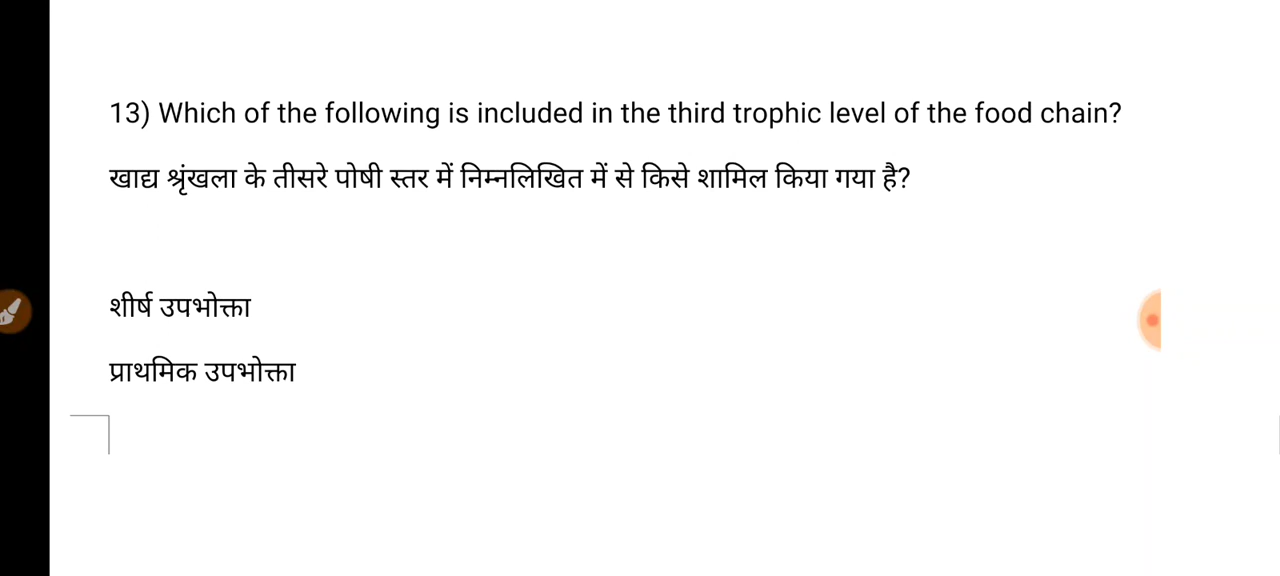 13) Which of the following is included in the third trophic level of the food chain?
खाद्य श्रृंखला के तीसरे पोषी स्तर में निम्नलिखित में से किसे शामिल किया गया है?
शीर्ष उपभोक्ता
प्राथमिक उपभोक्ता